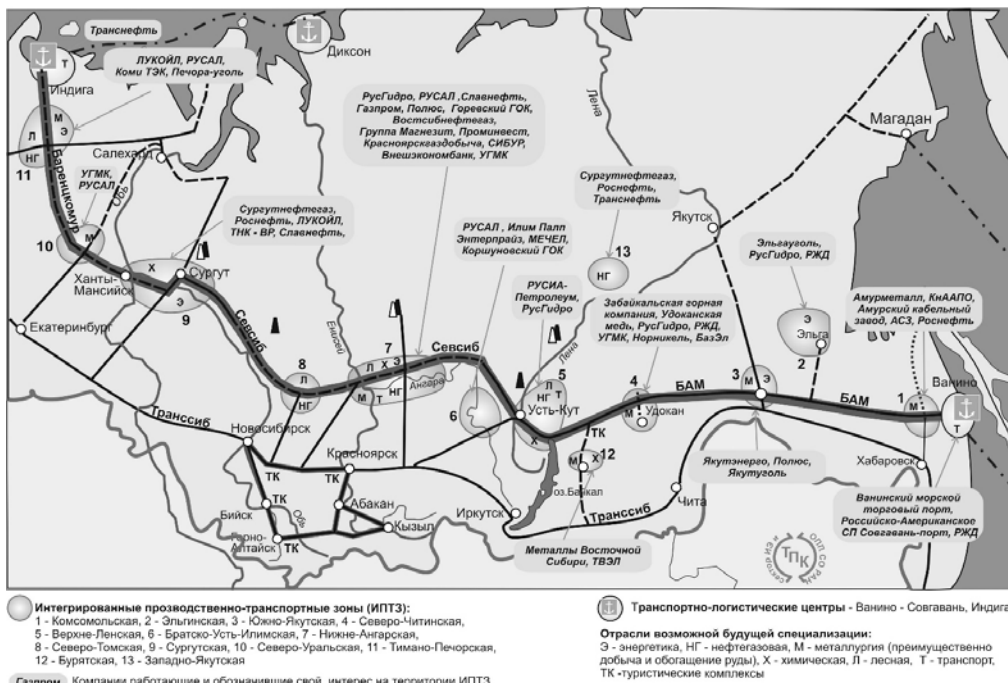 Транснефть
Диксон
Индига
Т
ЛУКОЙЛ, РУСАЛ,
Коми ТЭК, Печора-уголь
М
Э
Л
НГ
11
Салехард
Баренцкомур
Обь
УГМК,
РУСАЛ
М
10
РусГидро, РУСАЛ ,Славнефть,
Газпром, Полюс, Горевский ГОК,
Востсибнефтегаз,
Группа Магнезит, Проминвест,
Красноярскгаздобыча, СИБУР,
Внешэкономбанк, УГМК
Сургутнефтегаз,
Роснефть, ЛУКОЙЛ,
ТНК - ВР, Славнефть,
Х
Сургут
Ханты-
Мансийск
Э
9
Екатеринбург
Севсиб
Енисей
8
Л
НГ
7
Л Х Э
М Т НГ
Ангара
Севсиб
РУСАЛ , Илим Палп
Энтерпрайз, МЕЧЕЛ,
Коршуновский ГОК
6
Лена
Сургутнефтегаз,
Роснефть,
Транснефть
13
НГ
РУСИА-
Петролеум,
РусГидро
Лена
5
Л
НГ Т
Усть-Кут
Х
Забайкальская горная
компания, Удоканская
медь, РусГидро, РЖД,
УГМК, Норникель, БазЭл
4
М
Удокан
ТК
БАМ
Якутск
Магадан
Эльгауголь,
РусГидро, РЖД
Э
Эльга
2
3
М
Э
БАМ
Амурметалл, КнААПО,
Амурский кабельный
завод, АСЗ, Роснефть
1
М
Ванино
Т
Хабаровск
Якутэнерго, Полюс,
Якутуголь
Ванинский морской
торговый порт,
Российско-Американское
СП Совгавань-порт, РЖД
Транссиб
Новосибирск
Красноярск
ТК
ТК
ТК
ТК
ТК
Бийск
Обь
Абакан
Кызыл
Горно-
Алтайск
Иркутск
оз.Байкал
М
Х
12
Транссиб
Чита
Металлы Восточной
Сибири, ТВЭЛ
ТПК
сектор ЭИ и
ОПП СО РАН
Интегрированные прозводственно-транспортные зоны (ИПТЗ):
1 - Комсомольская, 2 - Эльгинская, 3 - Южно-Якутская, 4 - Северо-Читинская,
5 - Верхне-Ленская, 6 - Братско-Усть-Илимская, 7 - Нижне-Ангарская,
8 - Северо-Томская, 9 - Сургутская, 10 - Северо-Уральская, 11 - Тимано-Печорская,
12 - Бурятская, 13 - Западно-Якутская
Газпром Компании работающие и обозначившие свой интерес на территории ИПТЗ
Транспортно-логистические центры - Ванино - Совгавань, Индига
Отрасли возможной будущей специализации:
Э - энергетика, НГ - нефтегазовая, М - металлургия (преимущественно
добыча и обогащение руды), Х - химическая, Л - лесная, Т - транспорт,
ТК -туристические комплексы